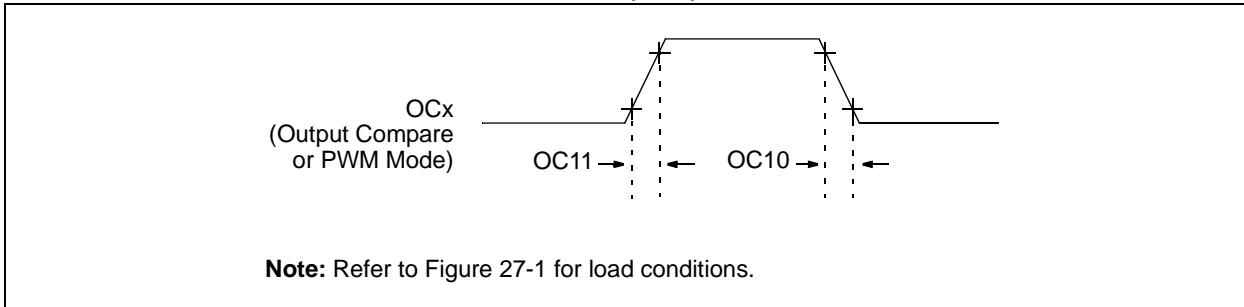 OCx
(Output Compare
or PWM Mode)
OC11
OC10
Note: Refer to Figure 27-1 for load conditions.